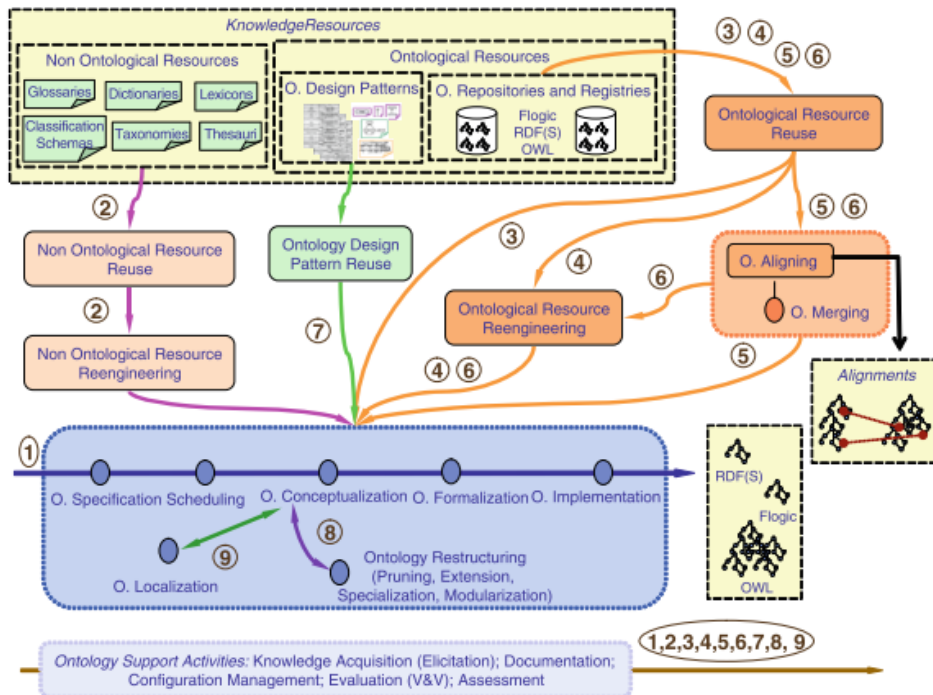 KnowledgeResources
Non Ontological Resources
Glossaries
Dictionaries
Lexicons
Classification
Schemas
Taxonomies
Thesauri
Ontological Resources
O. Design Patterns
O. Repositories and Registries
Flogic
RDF(S)
OWL
3 4
5 6
Ontological Resource
Reuse
2
Non Ontological Resource
Reuse
2
Non Ontological Resource
Reengineering
Ontology Design
Pattern Reuse
7
3
4
5 6
O. Aligning
O. Merging
6
Ontological Resource
Reengineering
4 6
5
Alignments
1
O. Specification Scheduling
O. Conceptualization
O. Formalization
O. Implementation
9
8
O. Localization
Ontology Restructuring
(Pruning, Extension,
Specialization, Modularization)
RDF(S)
Flogic
OWL
Ontology Support Activities: Knowledge Acquisition (Elicitation); Documentation;
Configuration Management; Evaluation (V&V); Assessment
1,2,3,4,5,6,7,8, 9